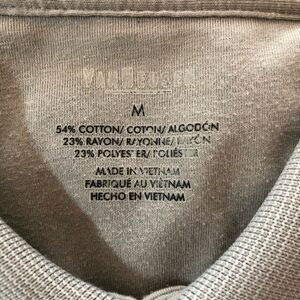 VAN HEUSEN
M
54% COTTON/ COTON/ ALGODÓN
23% RAYON/ RAYONNE/ RAYÓN
23% POLYESTER/ POLIÉSTER
MADE IN VIETNAM
FABRIQUÉ AU VIÊTNAM
HECHO EN VIETNAM